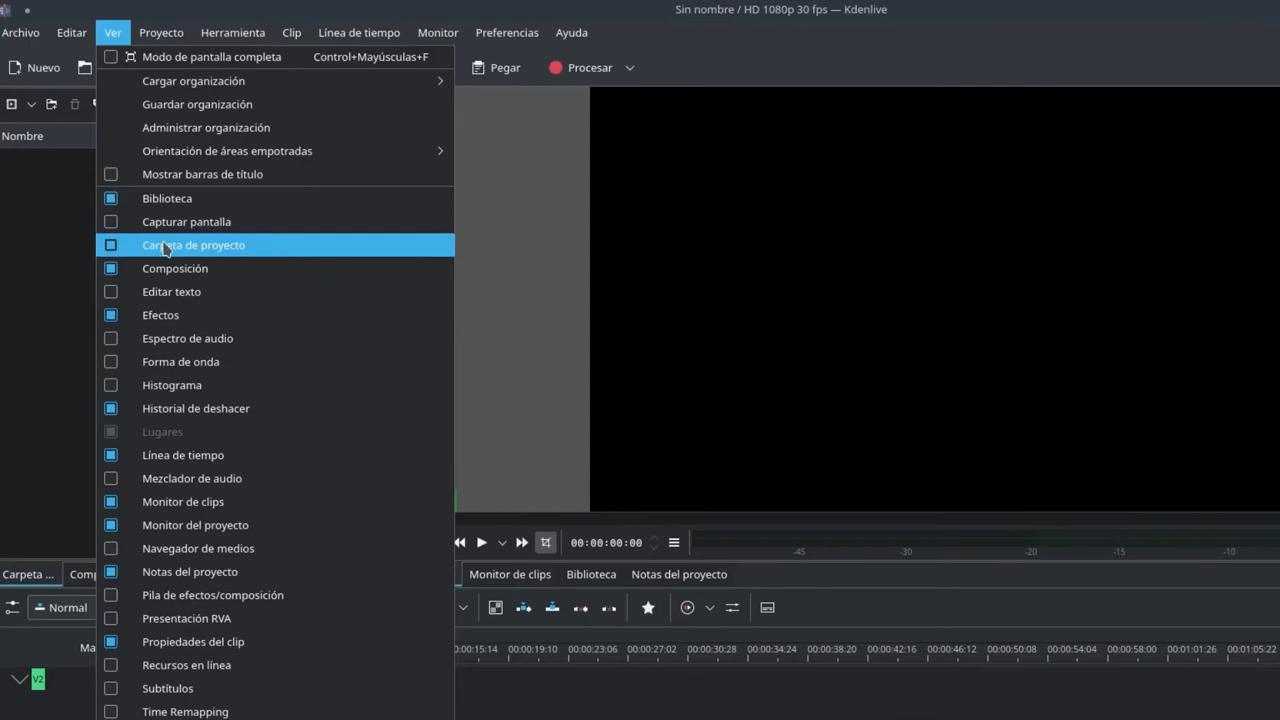 Sin nombre / HD 1080p 30 fps — Kdenlive
Archivo Editar Ver Proyecto Herramienta Clip Línea de tiempo Monitor Preferencias Ayuda
Nuevo Pegar Procesar
Modo de pantalla completa Control+Mayúsculas+F
Cargar organización
Guardar organización
Administrar organización
Orientación de áreas empotradas
Mostrar barras de título
Nombre
Biblioteca
Capturar pantalla
Carpeta de proyecto
Composición
Editar texto
Efectos
Espectro de audio
Forma de onda
Histograma
Historial de deshacer
Lugares
Línea de tiempo
Mezclador de audio
Monitor de clips
Monitor del proyecto
Navegador de medios
Notas del proyecto
Pila de efectos/composición
Presentación RVA
Propiedades del clip
Recursos en línea
Subtítulos
Time Remapping
00:00:00:00
-45 -30 -20 -15 -10
Carpeta ... Comp Monitor de clips Biblioteca Notas del proyecto
Normal
Ma
0:00:15:14 00:00:19:10 00:00:23:06 00:00:27:02 00:00:30:28 00:00:34:24 00:00:38:20 00:00:42:16 00:00:46:12 00:00:50:08 00:00:54:04 00:00:58:00 00:01:01:26 00:01:05:22
V2